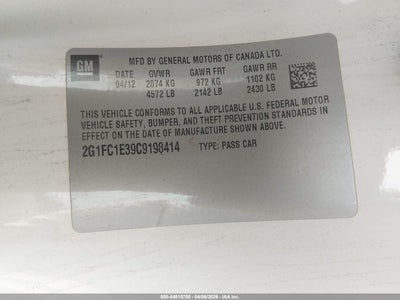 GM
MFD BY GENERAL MOTORS OF CANADA LTD.
DATE GVWR GAWR FRT GAWR RR
04/12 2074 KG 972 KG 1102 KG
4572 LB 2142 LB 2430 LB
THIS VEHICLE CONFORMS TO ALL APPLICABLE U.S. FEDERAL MOTOR
VEHICLE SAFETY, BUMPER, AND THEFT PREVENTION STANDARDS IN
EFFECT ON THE DATE OF MANUFACTURE SHOWN ABOVE.
2G1FC1E39C9198414 TYPE: PASS CAR